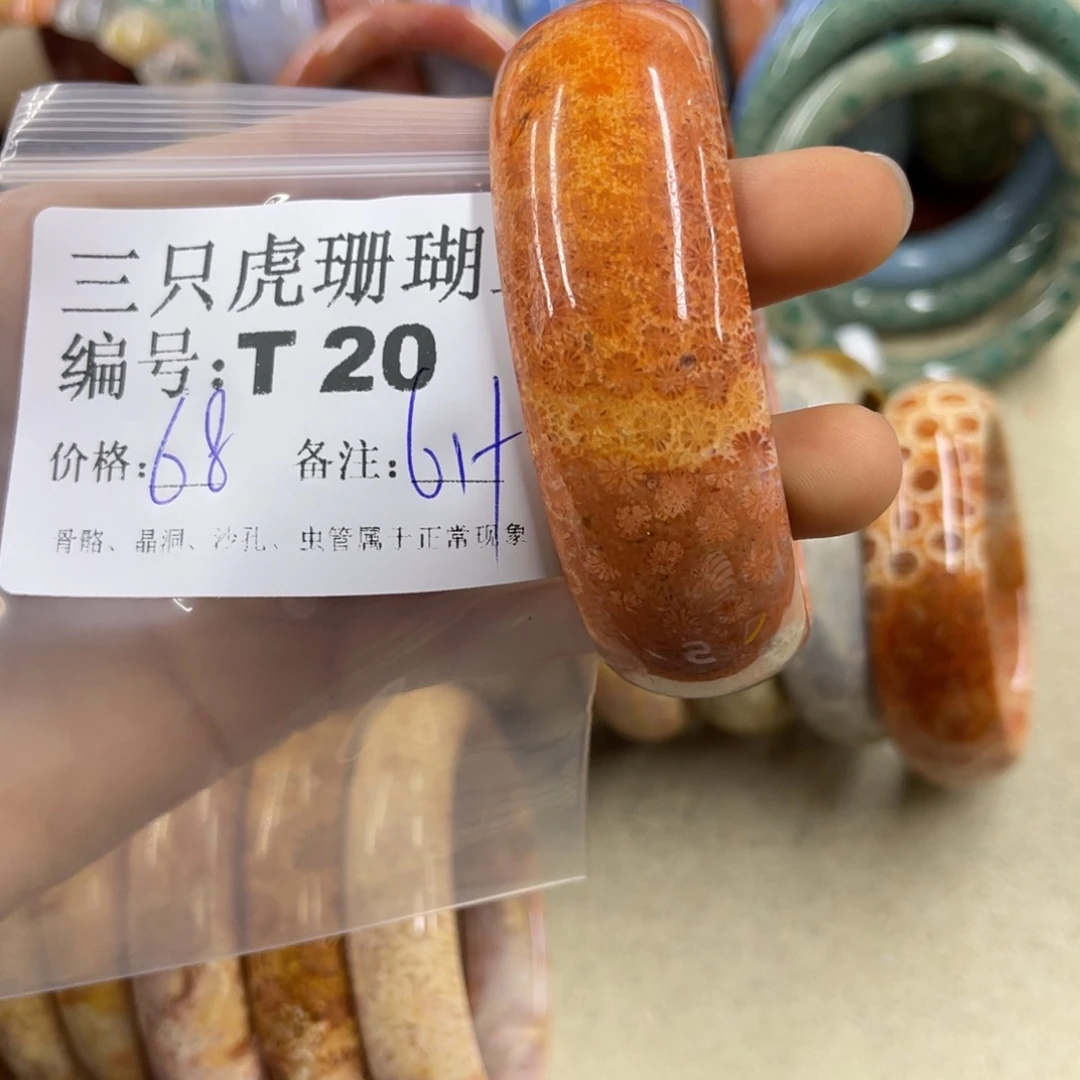 三只虎珊瑚
编号:T 20
价格:68 备注:614
骨骼、晶洞、沙孔、虫管属于正常现象